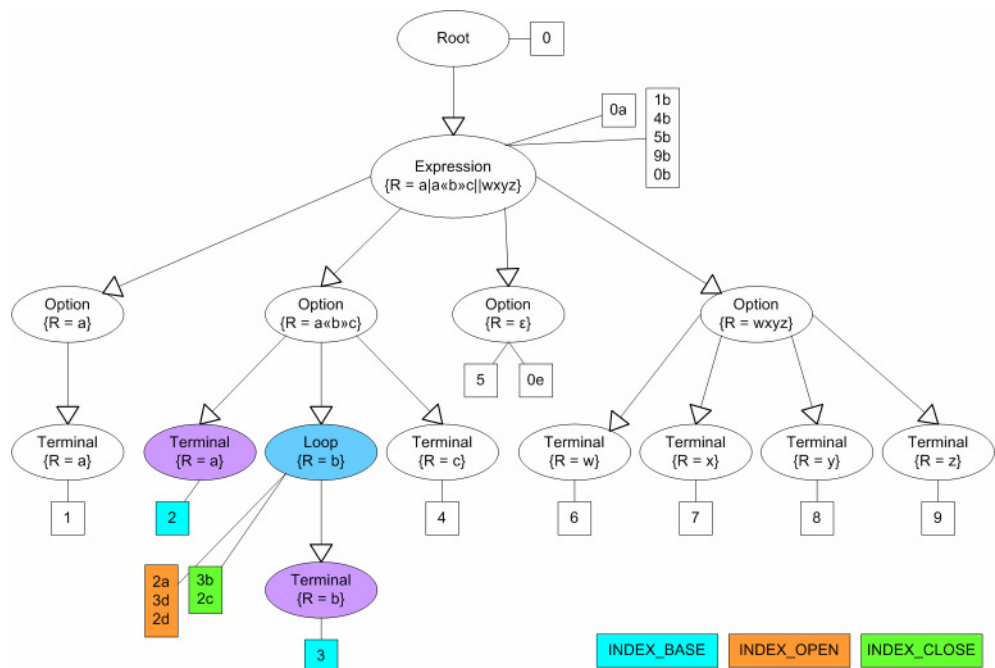 Root
0
0a
1b
4b
5b
9b
0b
Expression
{R = a|a«b»c||wxyz}
Option
{R = a}
Option
{R = a«b»c}
Option
{R = ε}
Option
{R = wxyz}
5
0e
Terminal
{R = a}
Terminal
{R = a}
Loop
{R = b}
Terminal
{R = c}
Terminal
{R = w}
Terminal
{R = x}
Terminal
{R = y}
Terminal
{R = z}
1
2
4
6
7
8
9
2a
3d
2d
3b
2c
Terminal
{R = b}
3
INDEX_BASE
INDEX_OPEN
INDEX_CLOSE